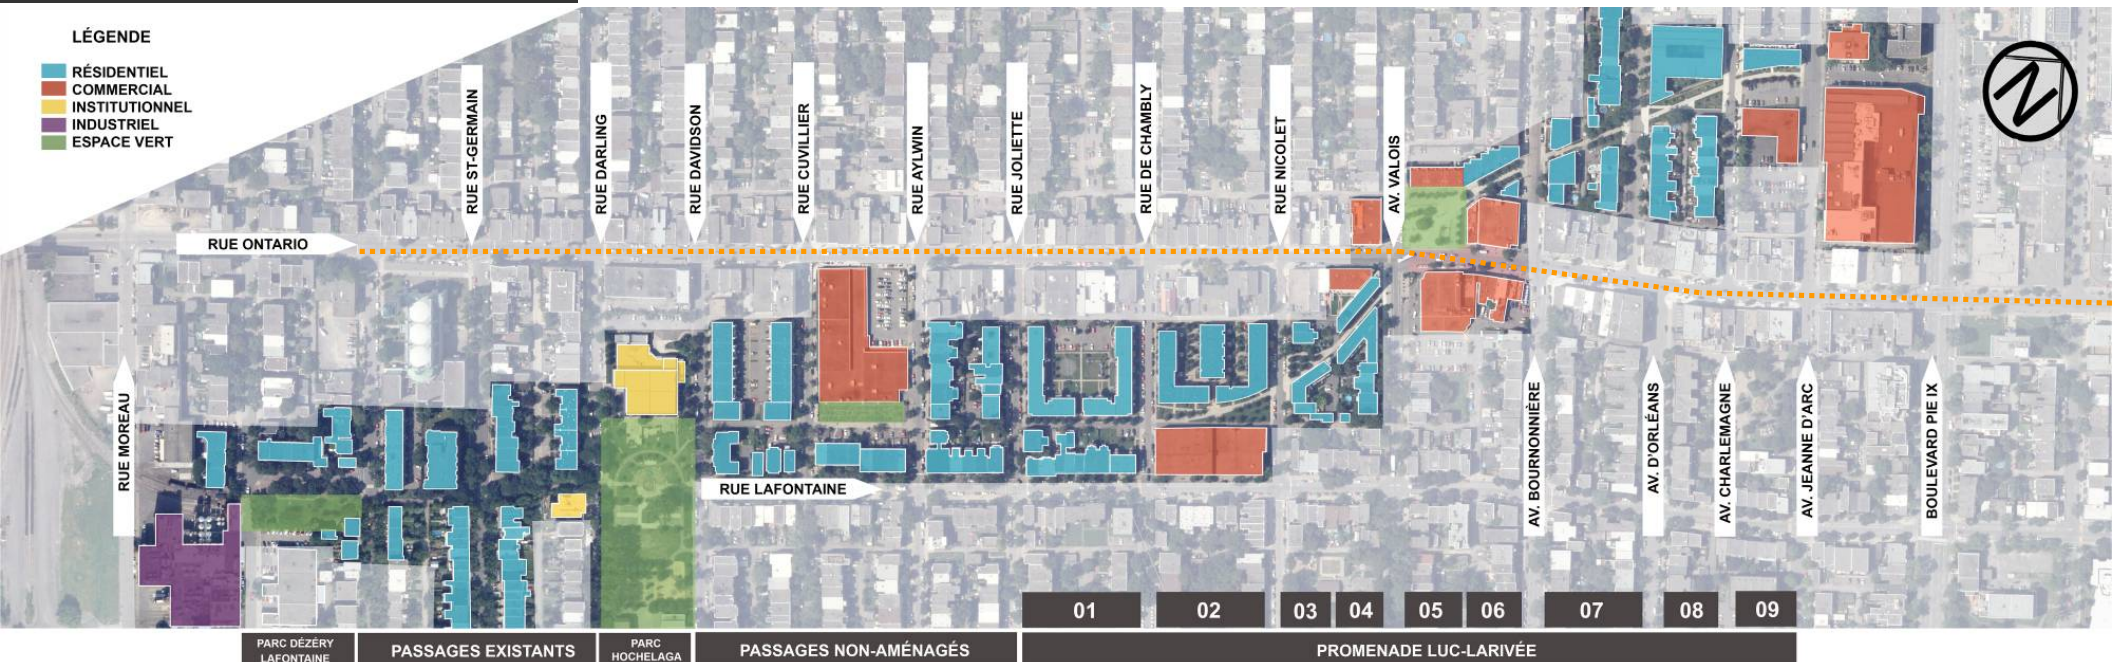 LÉGENDE
RÉSIDENTIEL
COMMERCIAL
INSTITUTIONNEL
INDUSTRIEL
ESPACE VERT
RUE ST-GERMAIN
RUE DARLING
RUE DAVIDSON
RUE CUVILLIER
RUE AYLWIN
RUE JOLIETTE
RUE DE CHAMBLY
RUE NICOLET
AV. VALOIS
N
RUE ONTARIO
RUE MOREAU
RUE LAFONTAINE
AV. BOURNONNIÈRE
AV. D'ORLÉANS
AV. CHARLEMAGNE
AV. JEANNE D'ARC
BOULEVARD PIE IX
01
02
03
04
05
06
07
08
09
PARC DÉZÉRY
LAFONTAINE
PASSAGES EXISTANTS
PARC
HOCHELAGA
PASSAGES NON-AMÉNAGÉS
PROMENADE LUC-LARIVÉE